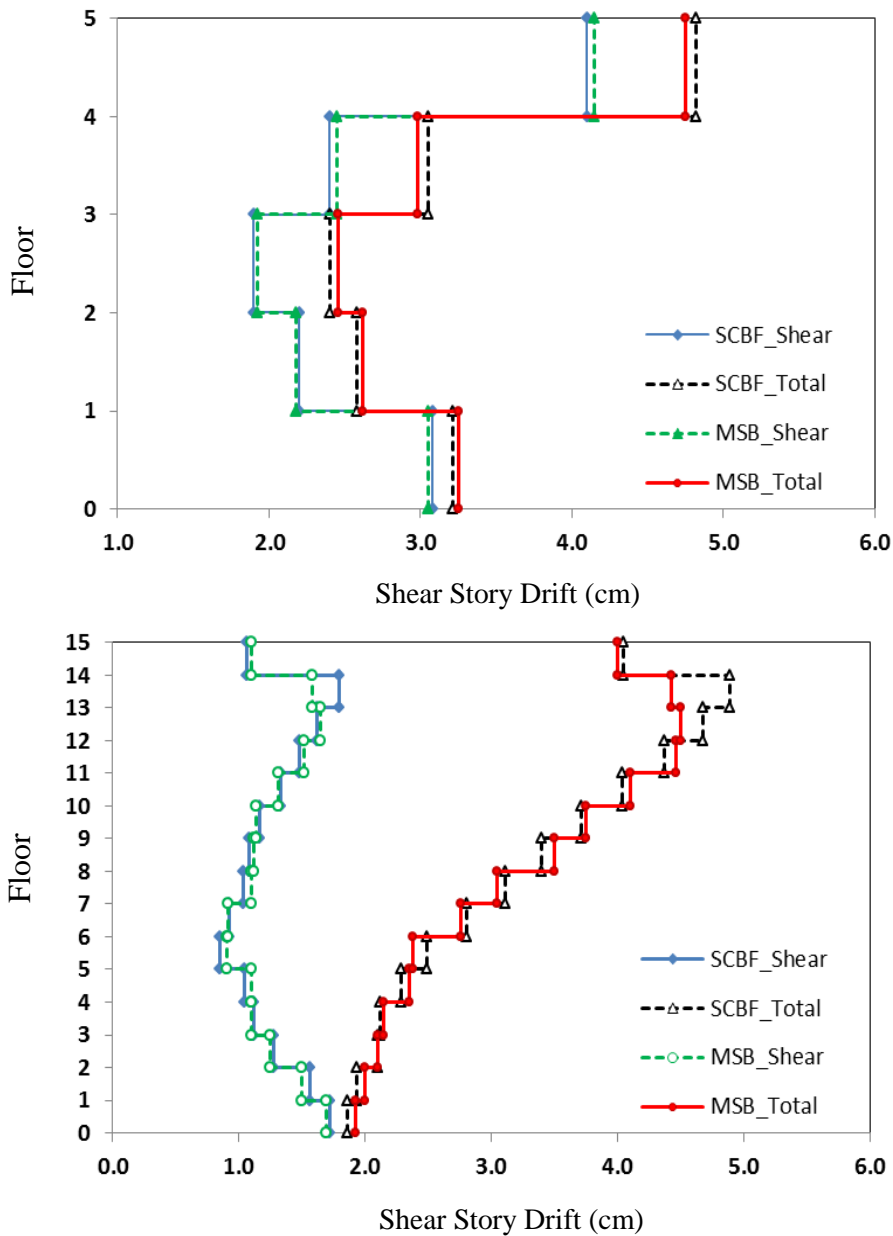 5
4
3
2
1
0
Floor
SCBF_Shear
SCBF_Total
MSB_Shear
MSB_Total
1.0 2.0 3.0 4.0 5.0 6.0
Shear Story Drift (cm)
15
14
13
12
11
10
9
8
7
6
5
4
3
2
1
0
Floor
SCBF_Shear
SCBF_Total
MSB_Shear
MSB_Total
0.0 1.0 2.0 3.0 4.0 5.0 6.0
Shear Story Drift (cm)